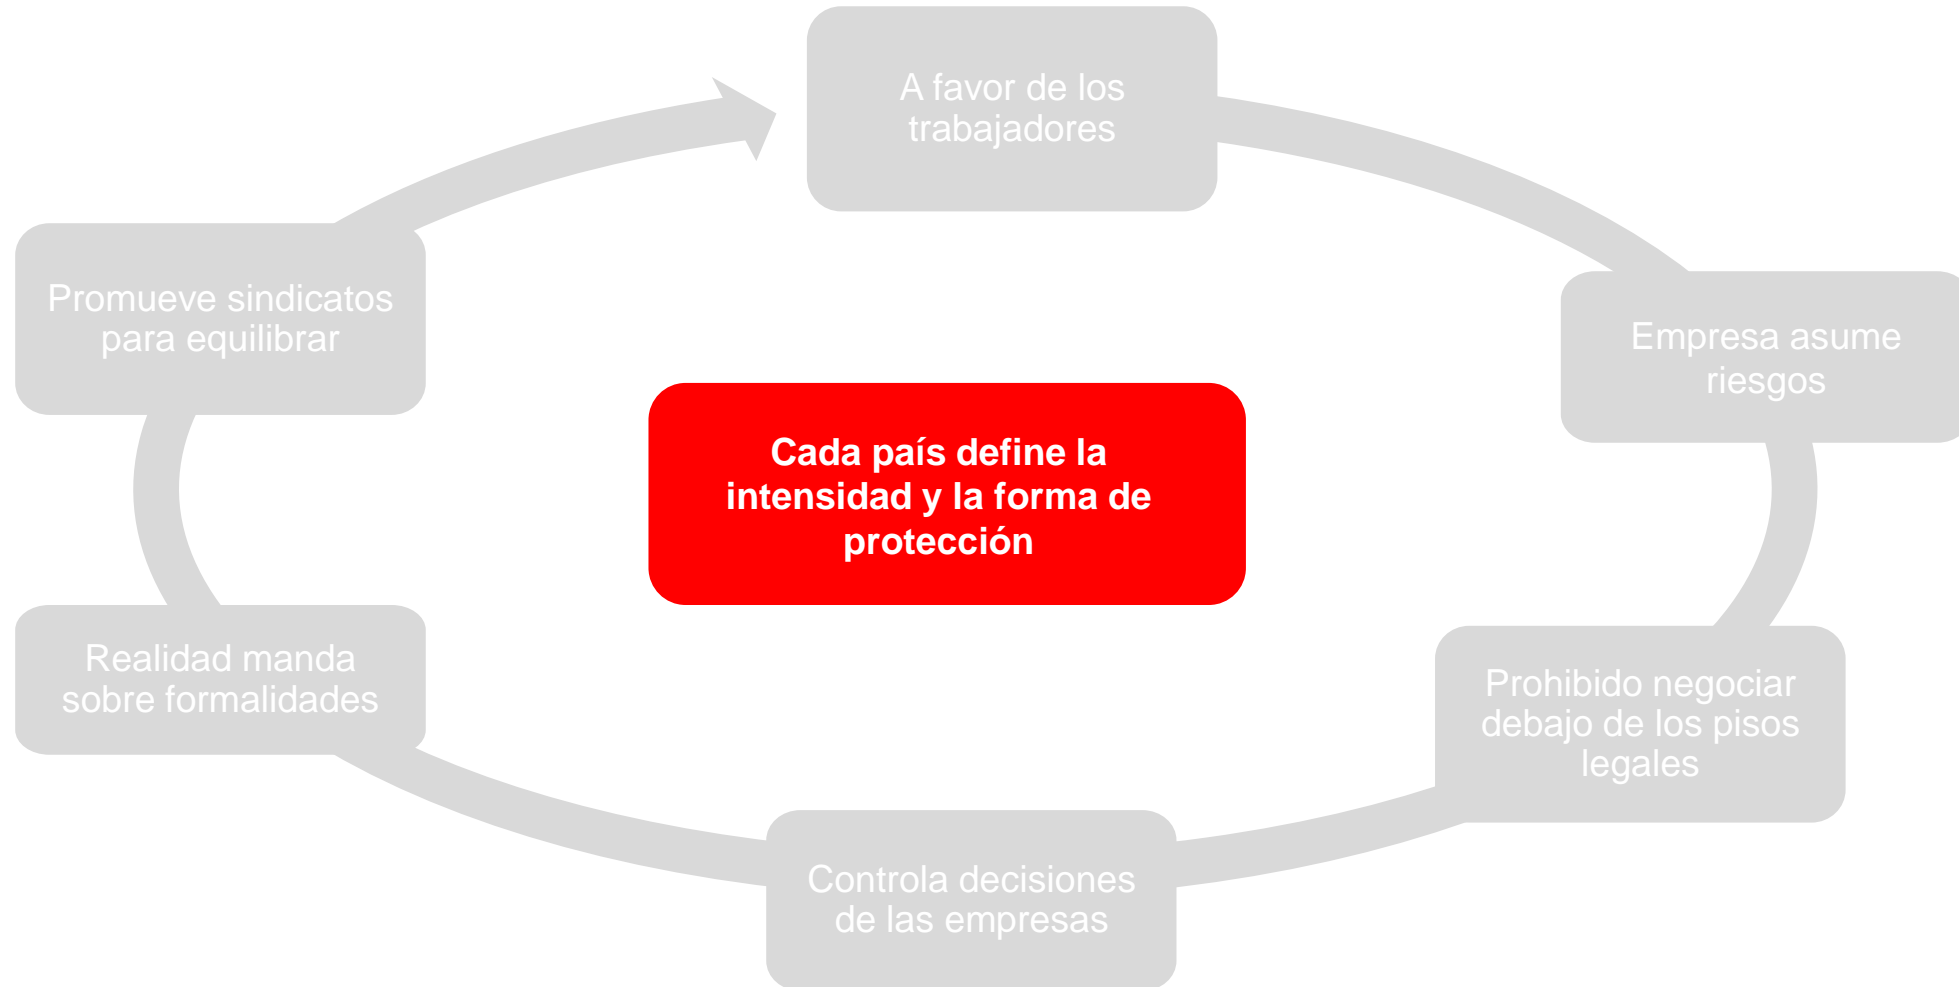 A favor de los
trabajadores
Empresa asume
riesgos
Prohibido negociar
debajo de los pisos
legales
Controla decisiones
de las empresas
Realidad manda
sobre formalidades
Promueve sindicatos
para equilibrar
Cada país define la
intensidad y la forma de
protección